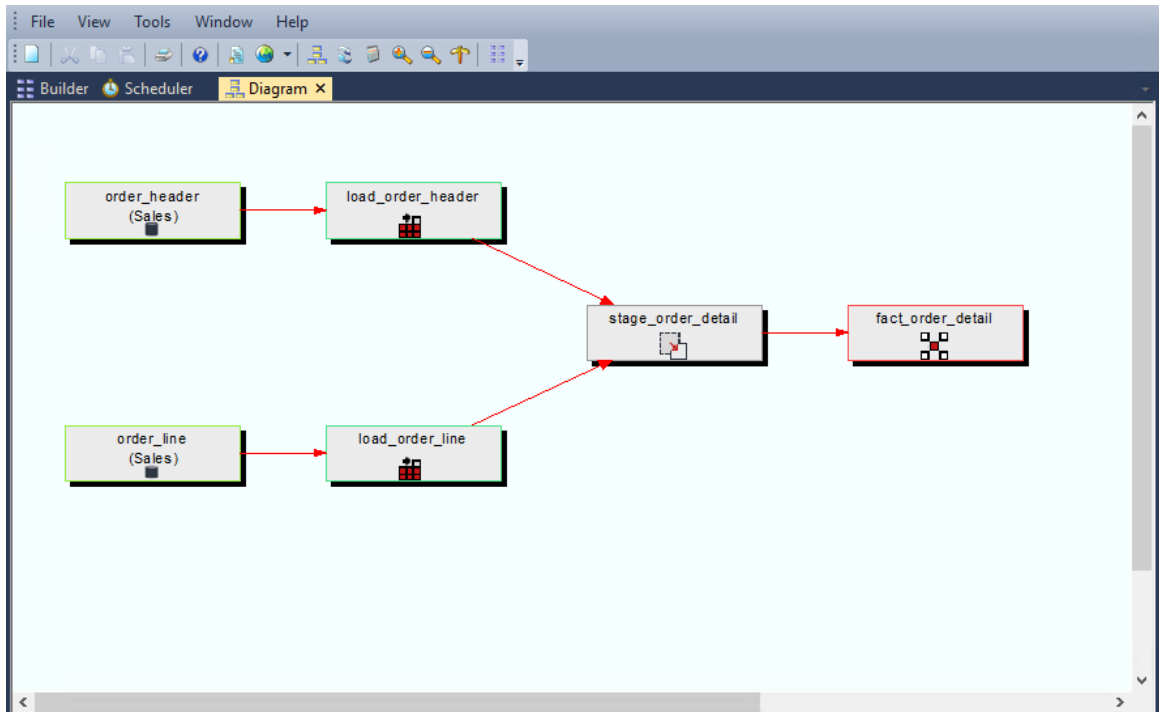 File View Tools Window Help
Builder Scheduler Diagram
order_header
(Sales)
load_order_header
stage_order_detail
fact_order_detail
order_line
(Sales)
load_order_line